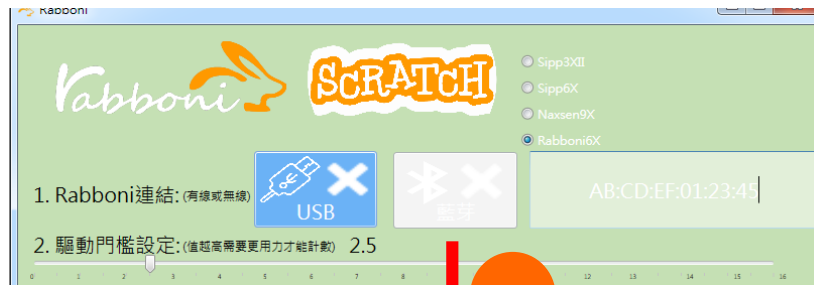 Rabboni
rabboni
SCRATCH
Sipp3XII
Sipp6X
Naxsen9X
Rabboni6X
1. Rabboni連結: (有線或無線)
USB
藍芽
AB:CD:EF:01:23:45
2. 驅動門檻設定:(值越高需要更用力才能計數) 2.5
0 1 2 3 4 5 6 7 8 12 13 14 15 16